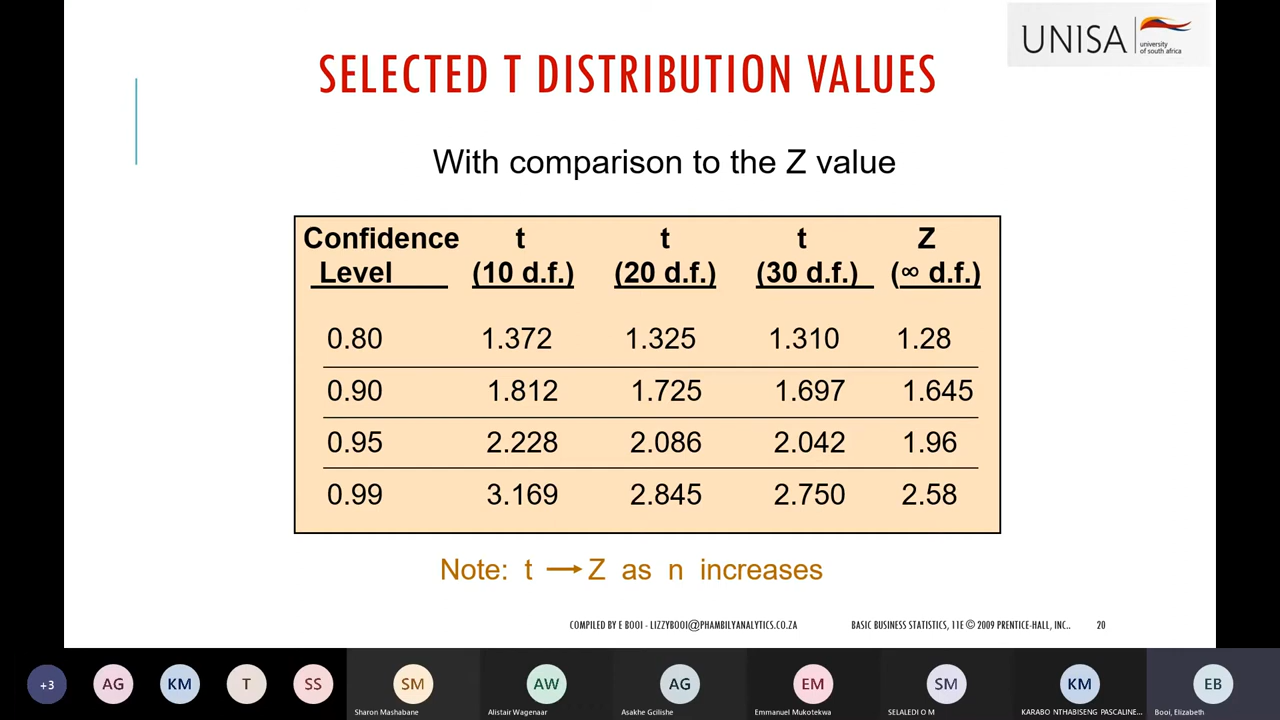 UNISA
university
of south africa
SELECTED T DISTRIBUTION VALUES
With comparison to the Z value
Confidence t t t Z
Level (10 d.f.) (20 d.f.) (30 d.f.) (∞ d.f.)
0.80 1.372 1.325 1.310 1.28
0.90 1.812 1.725 1.697 1.645
0.95 2.228 2.086 2.042 1.96
0.99 3.169 2.845 2.750 2.58
Note: t → Z as n increases
COMPILED BY E BOOI - LIZZYBOOI@PHAMBILYANALYTICS.CO.ZA BASIC BUSINESS STATISTICS, 11E © 2009 PRENTICE-HALL, INC.. 20
+3 AG KM T SS SM AW AG EM SM KM EB
Sharon Mashabane Alistair Wagenaar Asakhe Gcilishe Emmanuel Mukotekwa SELALEDI O M KARABO NTHABISENG PASCALINE... Booi, Elizabeth